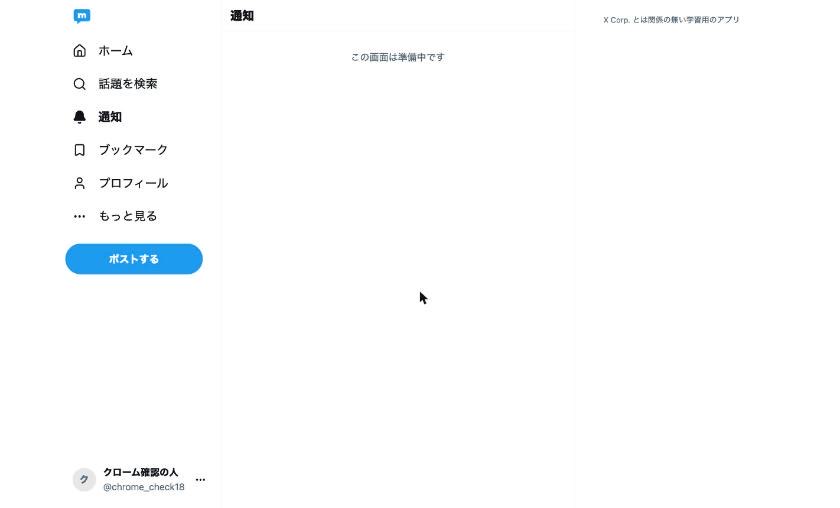 m
ホーム
話題を検索
通知
ブックマーク
プロフィール
もっと見る
ポストする
ク
クローム確認の人
@chrome_check18
通知
この画面は準備中です
X Corp. とは関係の無い学習用のアプリ